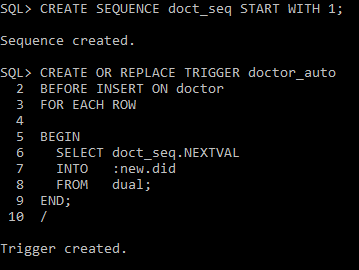 SQL> CREATE SEQUENCE doct_seq START WITH 1;
Sequence created.
SQL> CREATE OR REPLACE TRIGGER doctor_auto
2 BEFORE INSERT ON doctor
3 FOR EACH ROW
4
5 BEGIN
6 SELECT doct_seq.NEXTVAL
7 INTO :new.did
8 FROM dual;
9 END;
10 /
Trigger created.